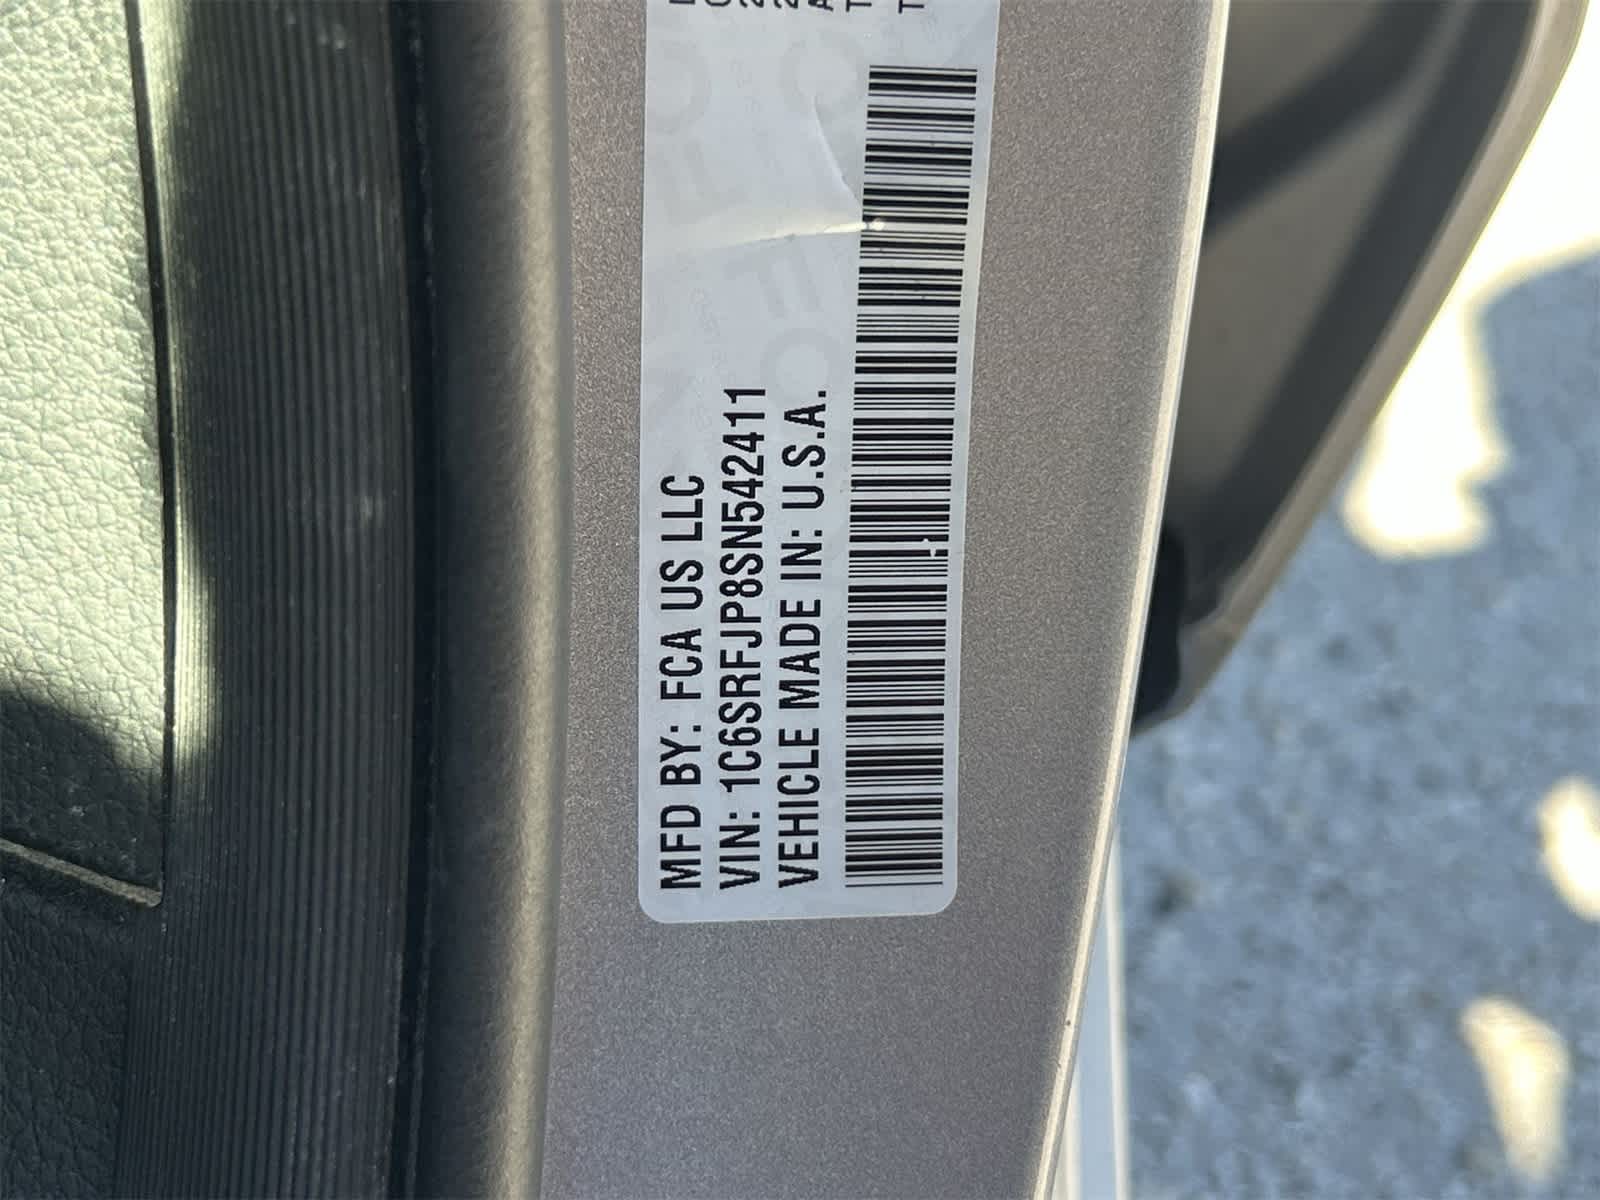 MFD BY: FCA US LLC
VIN: 1C6SRFJP8SN542411
VEHICLE MADE IN: U.S.A.